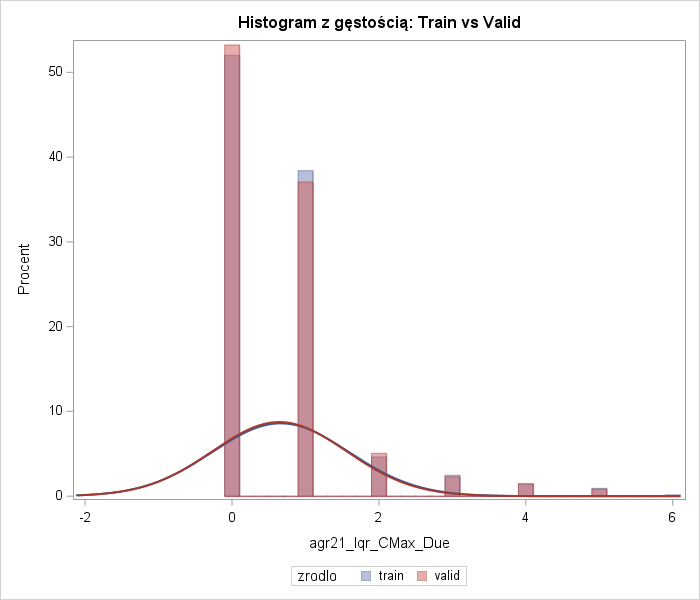 Histogram z gęstością: Train vs Valid
50
40
30
20
10
0
Procent
-2
0
2
4
6
agr21_Iqr_CMax_Due
zrodlo
train
valid